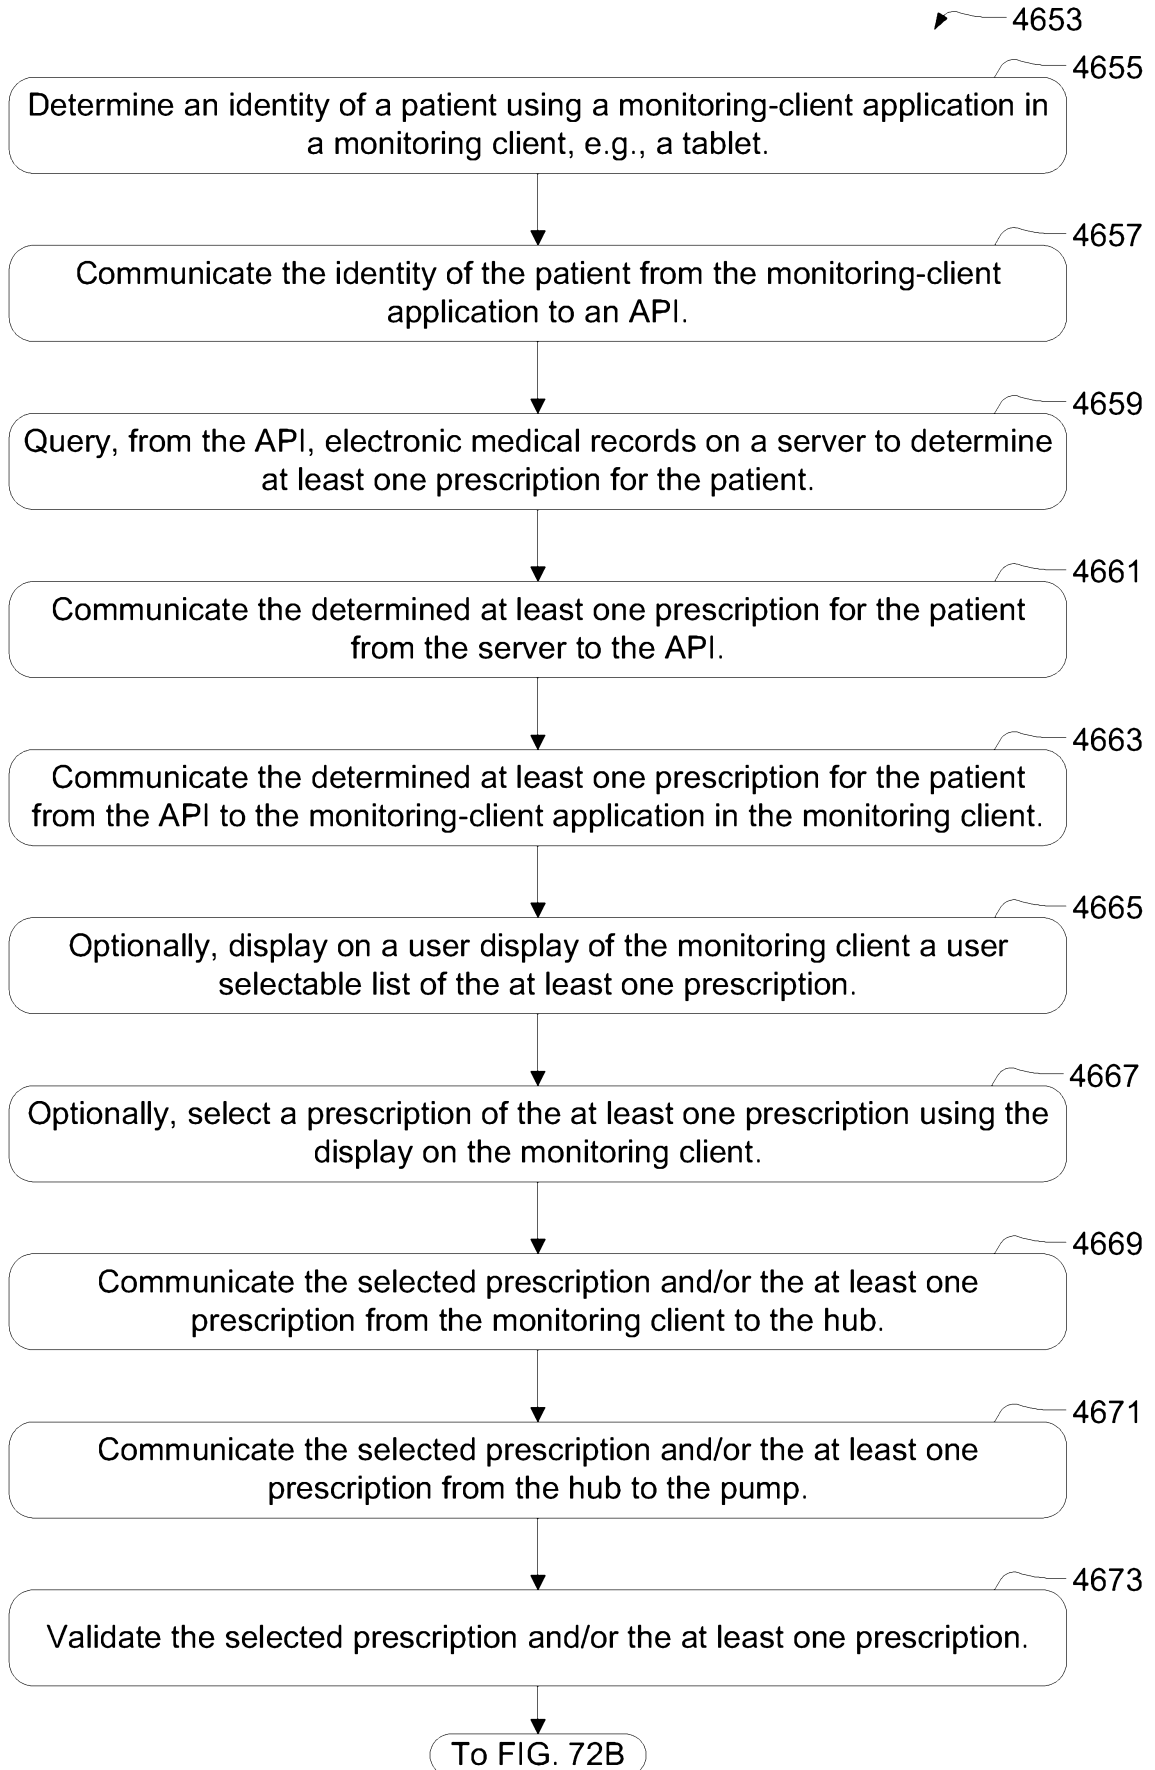 4653
4655
Determine an identity of a patient using a monitoring-client application in
a monitoring client, e.g., a tablet.
4657
Communicate the identity of the patient from the monitoring-client
application to an API.
4659
Query, from the API, electronic medical records on a server to determine
at least one prescription for the patient.
4661
Communicate the determined at least one prescription for the patient
from the server to the API.
4663
Communicate the determined at least one prescription for the patient
from the API to the monitoring-client application in the monitoring client.
4665
Optionally, display on a user display of the monitoring client a user
selectable list of the at least one prescription.
4667
Optionally, select a prescription of the at least one prescription using the
display on the monitoring client.
4669
Communicate the selected prescription and/or the at least one
prescription from the monitoring client to the hub.
4671
Communicate the selected prescription and/or the at least one
prescription from the hub to the pump.
4673
Validate the selected prescription and/or the at least one prescription.
To FIG. 72B